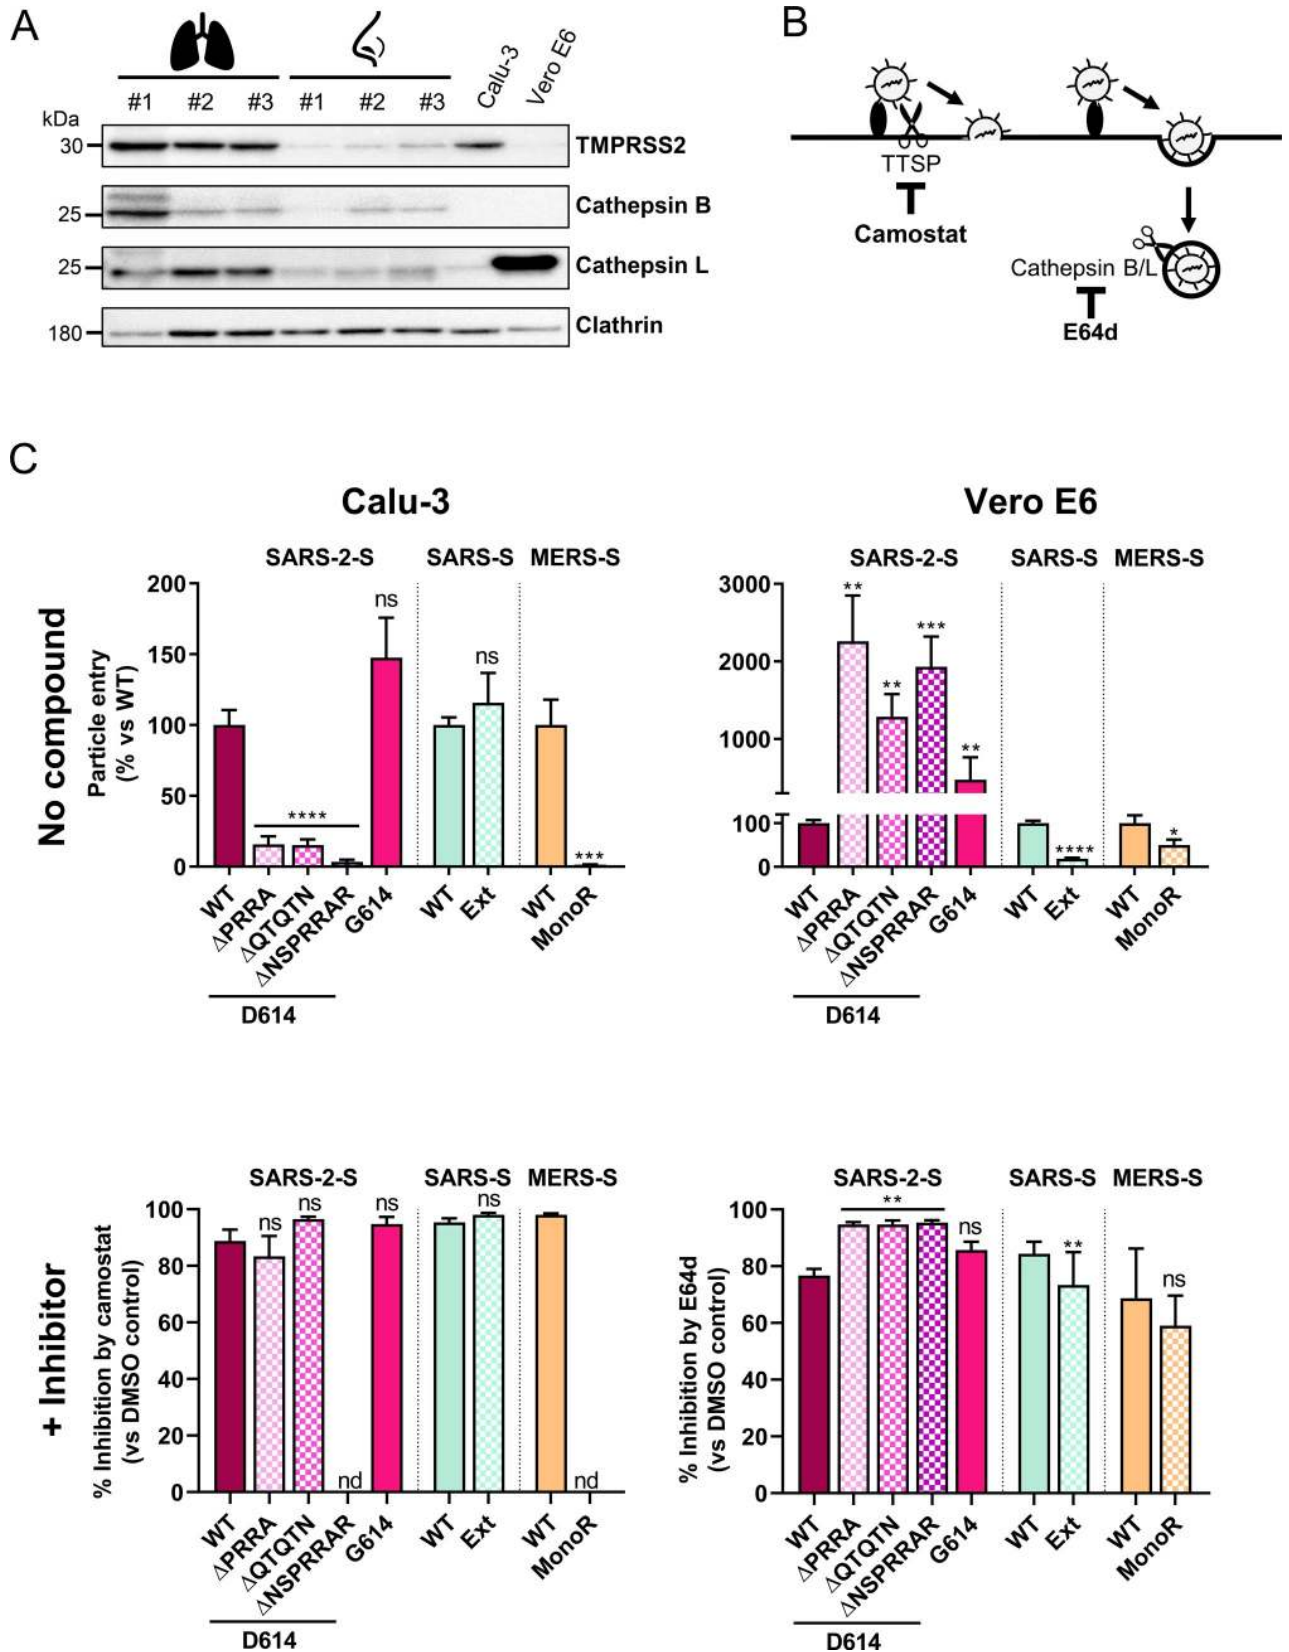 A
#1 #2 #3 #1 #2 #3 Calu-3 Vero E6
kDa
30 TMPRSS2
25 Cathepsin B
25 Cathepsin L
180 Clathrin
B
TTSP
Camostat
Cathepsin B/L
E64d
C
Calu-3
No compound
SARS-2-S SARS-S MERS-S
Particle entry
(% vs WT)
200
150
100
50
0
ns
****
ns
***
WT ΔPRRA ΔQTQTN ΔNSPRRAR G614 WT Ext WT MonoR
D614
Vero E6
SARS-2-S SARS-S MERS-S
3000
2000
1000
100
0
**
**
***
**
****
*
WT ΔPRRA ΔQTQTN ΔNSPRRAR G614 WT Ext WT MonoR
D614
+ Inhibitor
SARS-2-S SARS-S MERS-S
% Inhibition by camostat
(vs DMSO control)
100
80
60
40
20
0
ns ns nd ns ns nd
WT ΔPRRA ΔQTQTN ΔNSPRRAR G614 WT Ext WT MonoR
D614
SARS-2-S SARS-S MERS-S
% Inhibition by E64d
(vs DMSO control)
100
80
60
40
20
0
** ns ** ns
WT ΔPRRA ΔQTQTN ΔNSPRRAR G614 WT Ext WT MonoR
D614